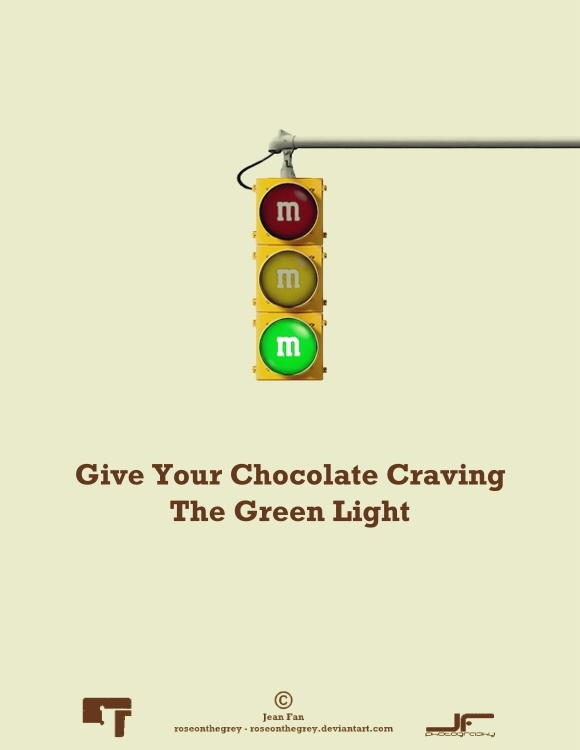 m
m
m
Give Your Chocolate Craving
The Green Light
©
Jean Fan
roseonthegrey - roseonthegrey.deviantart.com
JF
photography